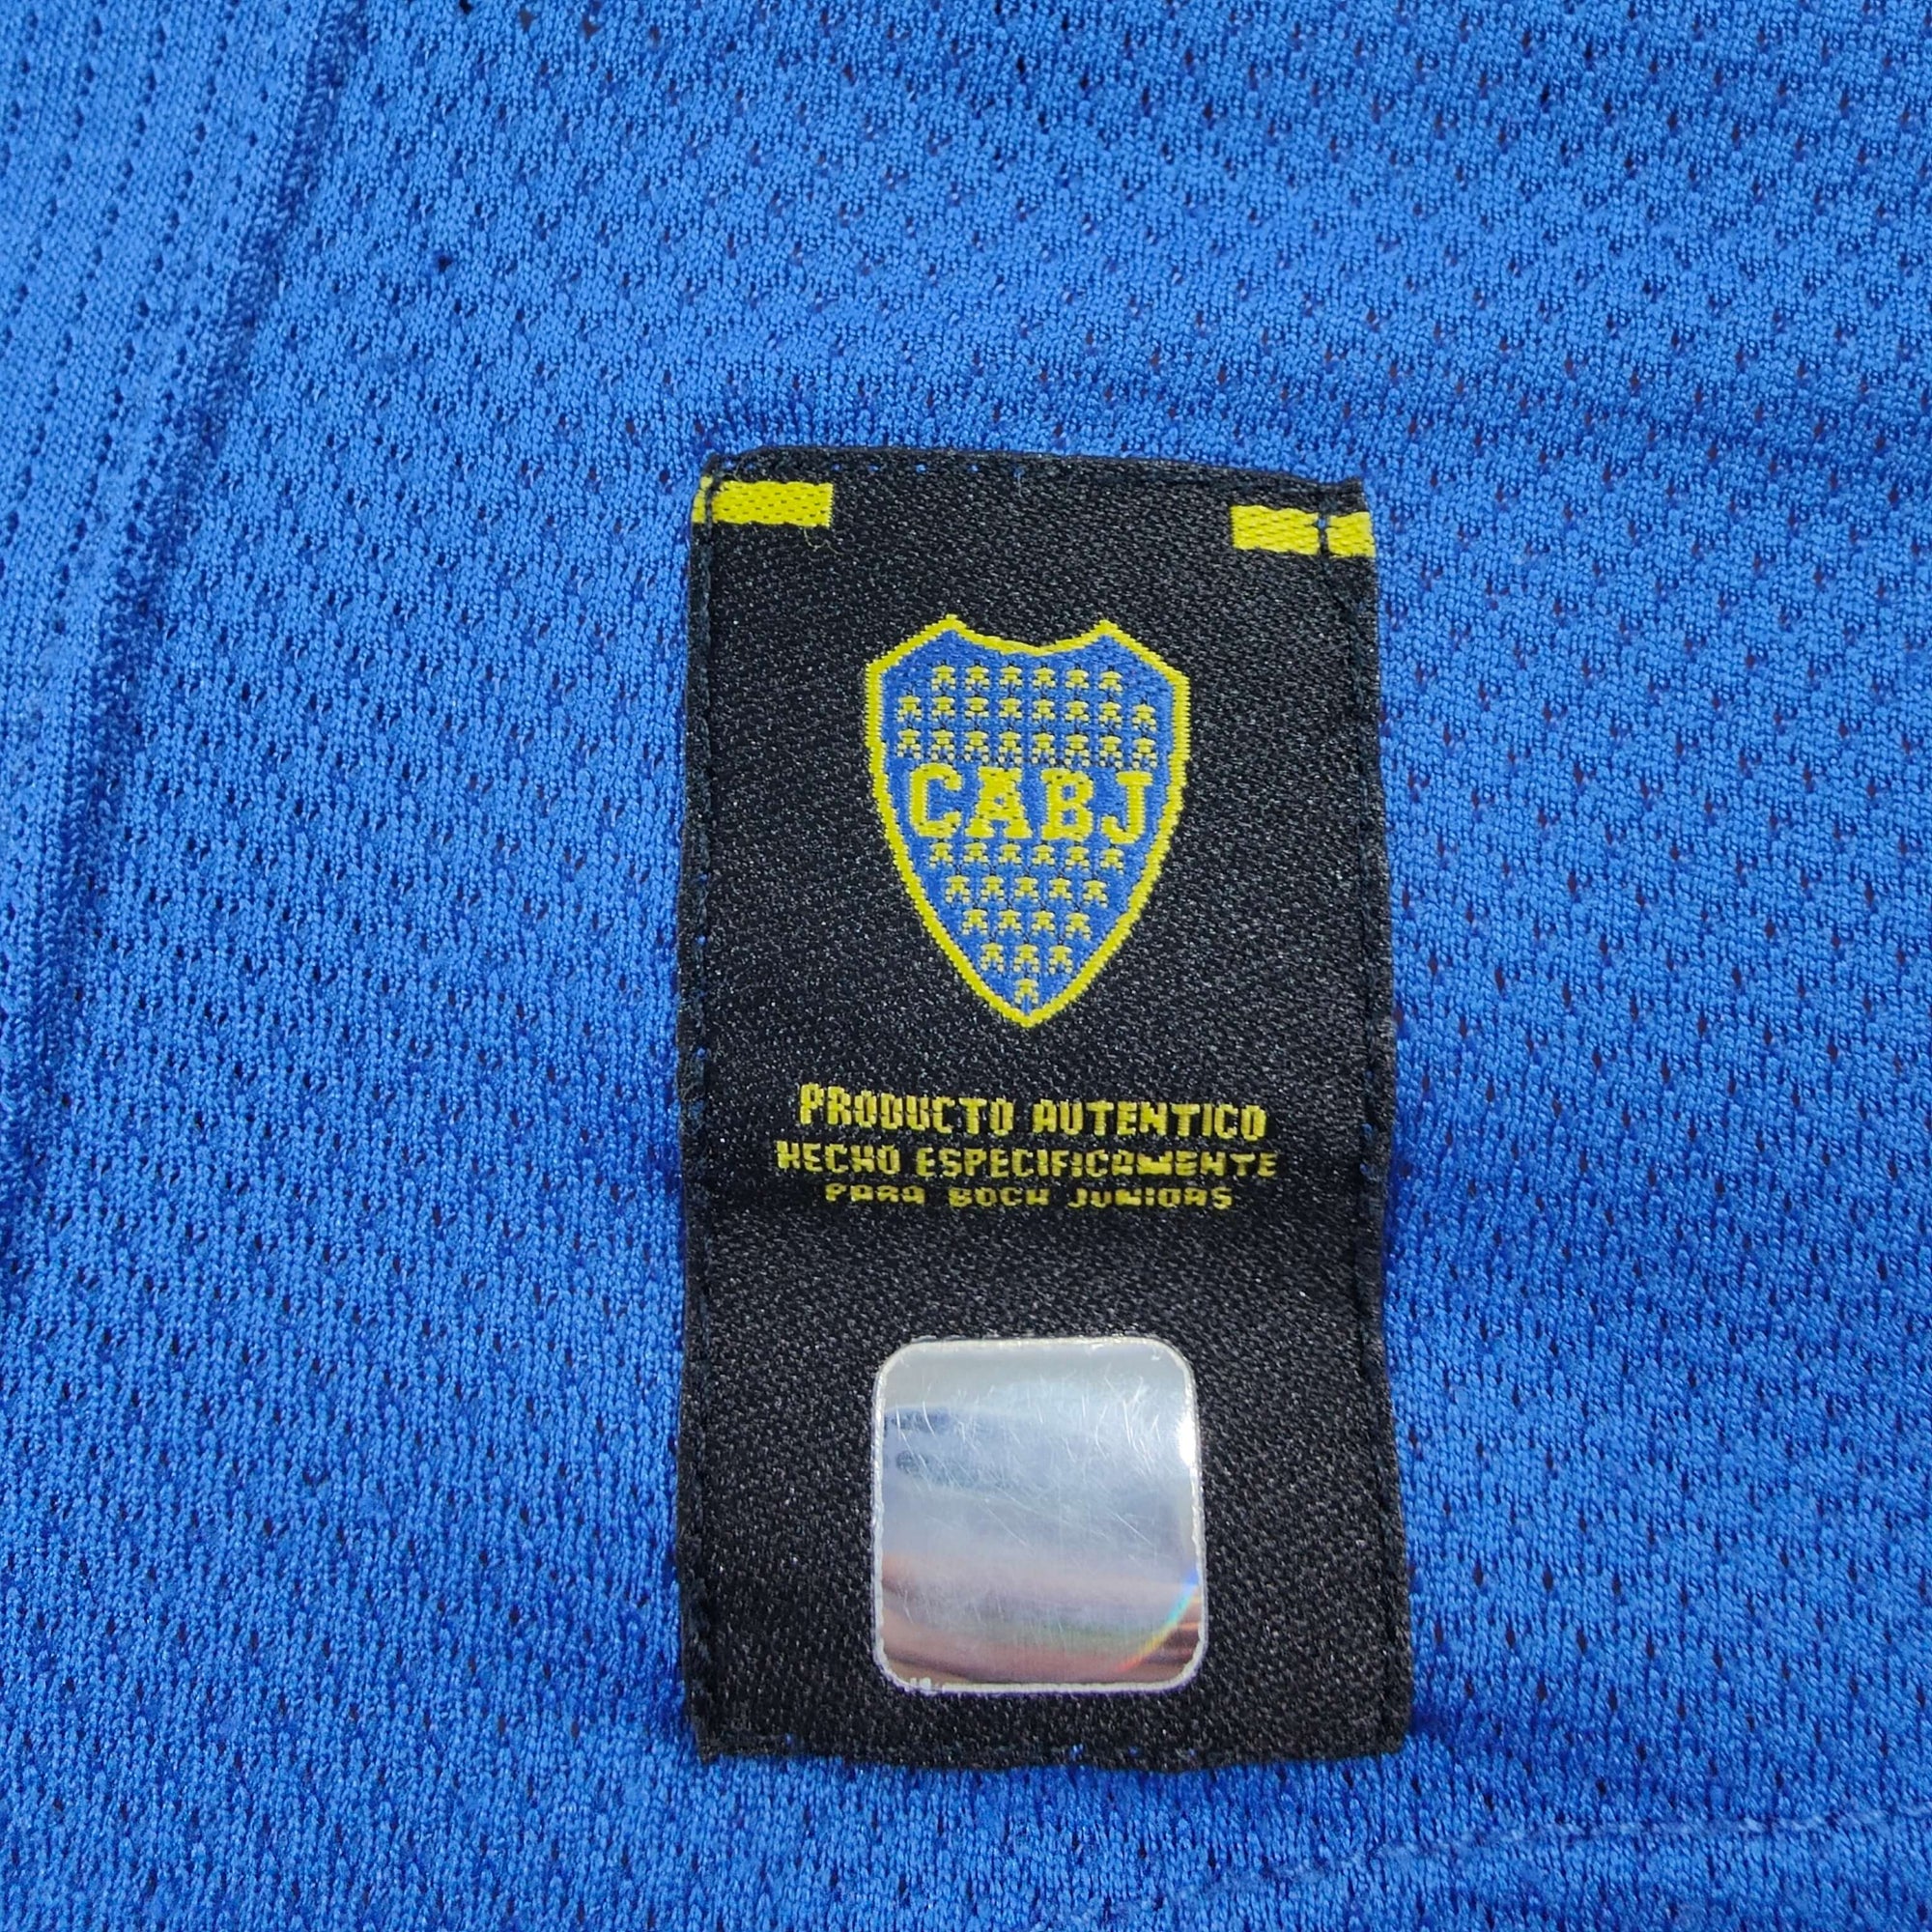 CABJ
PRODUCTO AUTENTICO
HECHO ESPECIFICAMENTE
PARA BOCA JUNIORS